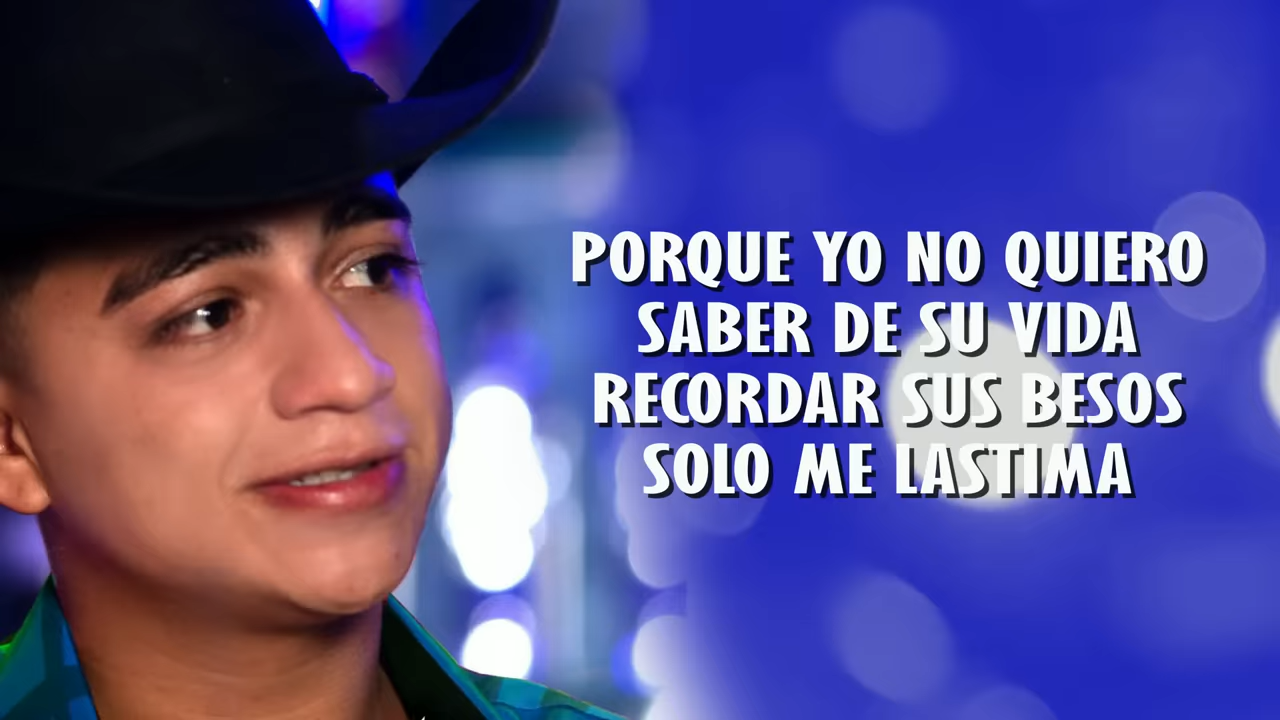 PORQUE YO NO QUIERO
SABER DE SU VIDA
RECORDAR SUS BESOS
SOLO ME LASTIMA